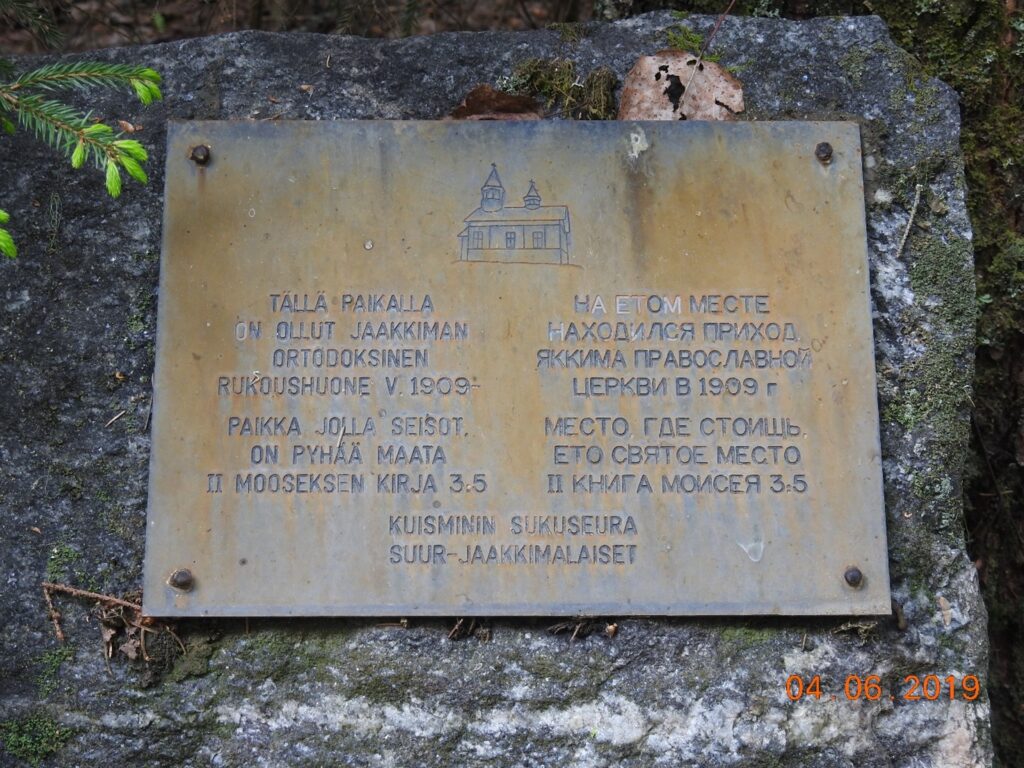 TÄLLÄ PAIKALLA
ON OLLUT JAAKKIMAN
ORTODOKSINEN
RUKOUSHUONE V. 1909-
PAIKKA JOLLA SEISOT,
ON PYHÄÄ MAATA
II MOOSEKSEN KIRJA 3:5
НА ЕТОМ МЕСТЕ
НАХОДИЛСЯ ПРИХОД,
ЯККИМА ПРАВОСЛАВНОЙ
ЦЕРКВИ В 1909 г
МЕСТО, ГДЕ СТОИШЬ,
ЕТО СВЯТОЕ МЕСТО
II КНИГА МОИСЕЯ 3:5
KUISMININ SUKUSEURA
SUUR-JAAKKIMALAISET
04.06.2019